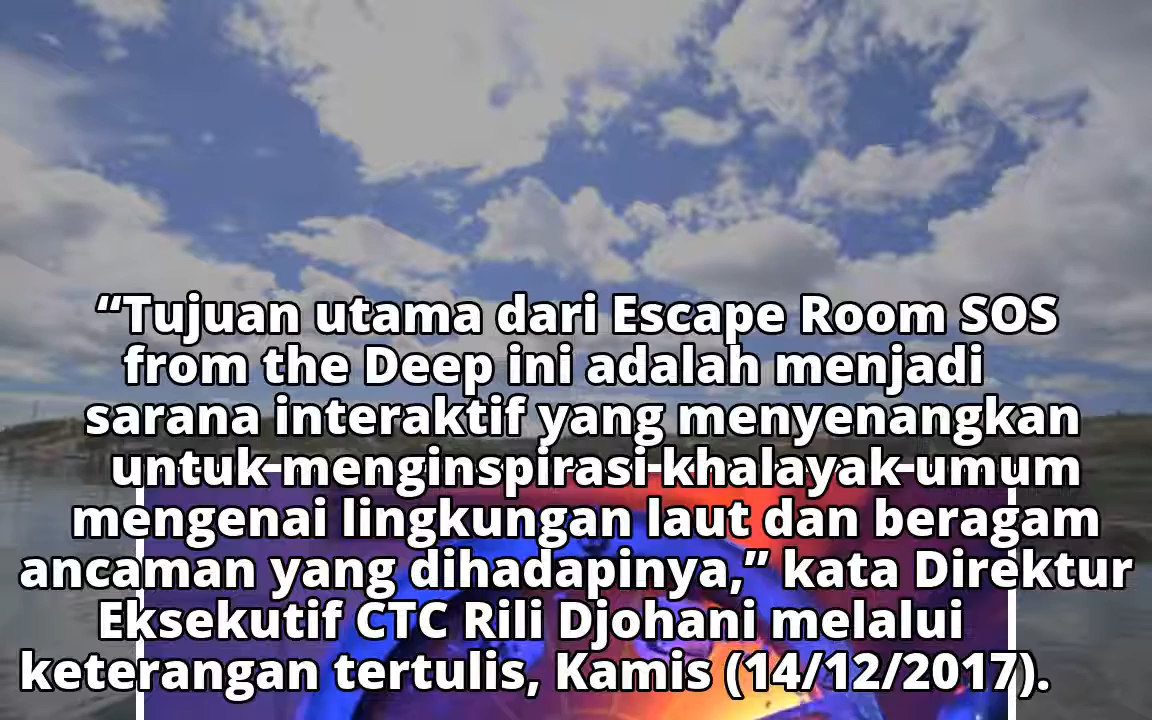 “Tujuan utama dari Escape Room SOS
from the Deep ini adalah menjadi
sarana interaktif yang menyenangkan
untuk menginspirasi khalayak umum
mengenai lingkungan laut dan beragam
ancaman yang dihadapinya,” kata Direktur
Eksekutif CTC Rili Djohani melalui
keterangan tertulis, Kamis (14/12/2017).